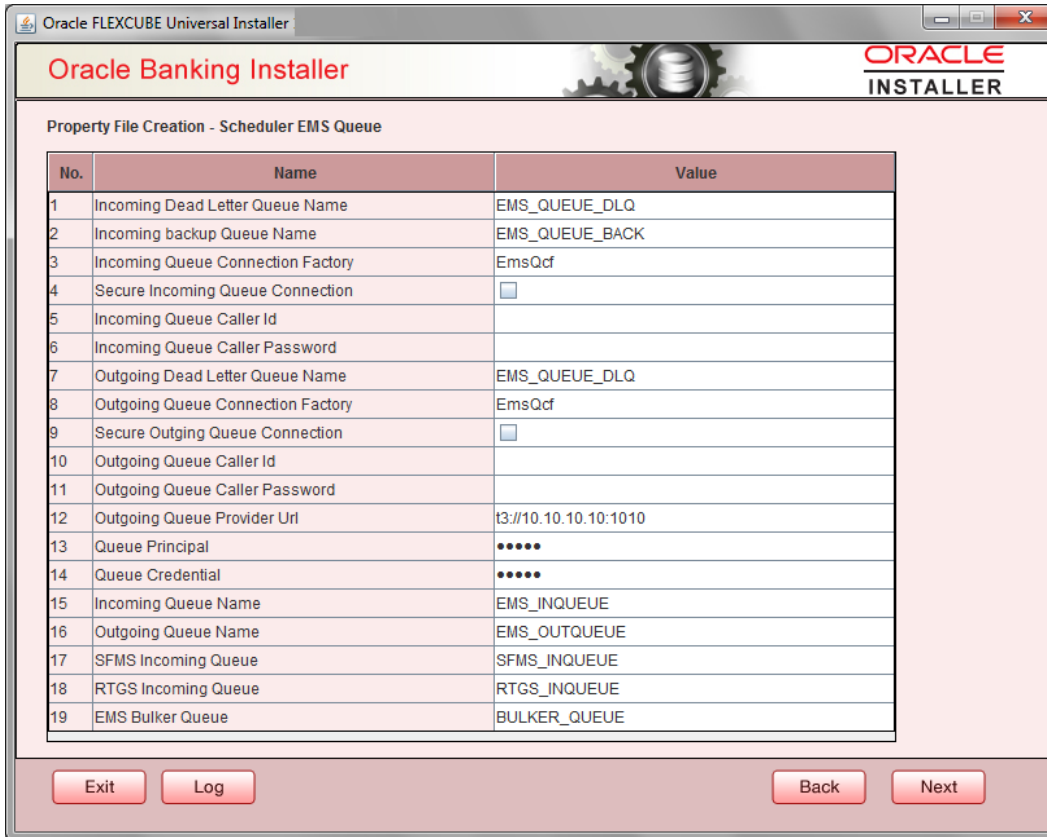 Oracle FLEXCUBE Universal Installer
Oracle Banking Installer
ORACLE
INSTALLER
Property File Creation - Scheduler EMS Queue
No. Name Value
1 Incoming Dead Letter Queue Name EMS_QUEUE_DLQ
2 Incoming backup Queue Name EMS_QUEUE_BACK
3 Incoming Queue Connection Factory EmsQcf
4 Secure Incoming Queue Connection
5 Incoming Queue Caller Id
6 Incoming Queue Caller Password
7 Outgoing Dead Letter Queue Name EMS_QUEUE_DLQ
8 Outgoing Queue Connection Factory EmsQcf
9 Secure Outging Queue Connection
10 Outgoing Queue Caller Id
11 Outgoing Queue Caller Password
12 Outgoing Queue Provider Url t3://10.10.10.10:1010
13 Queue Principal •••••
14 Queue Credential •••••
15 Incoming Queue Name EMS_INQUEUE
16 Outgoing Queue Name EMS_OUTQUEUE
17 SFMS Incoming Queue SFMS_INQUEUE
18 RTGS Incoming Queue RTGS_INQUEUE
19 EMS Bulker Queue BULKER_QUEUE
Exit Log Back Next